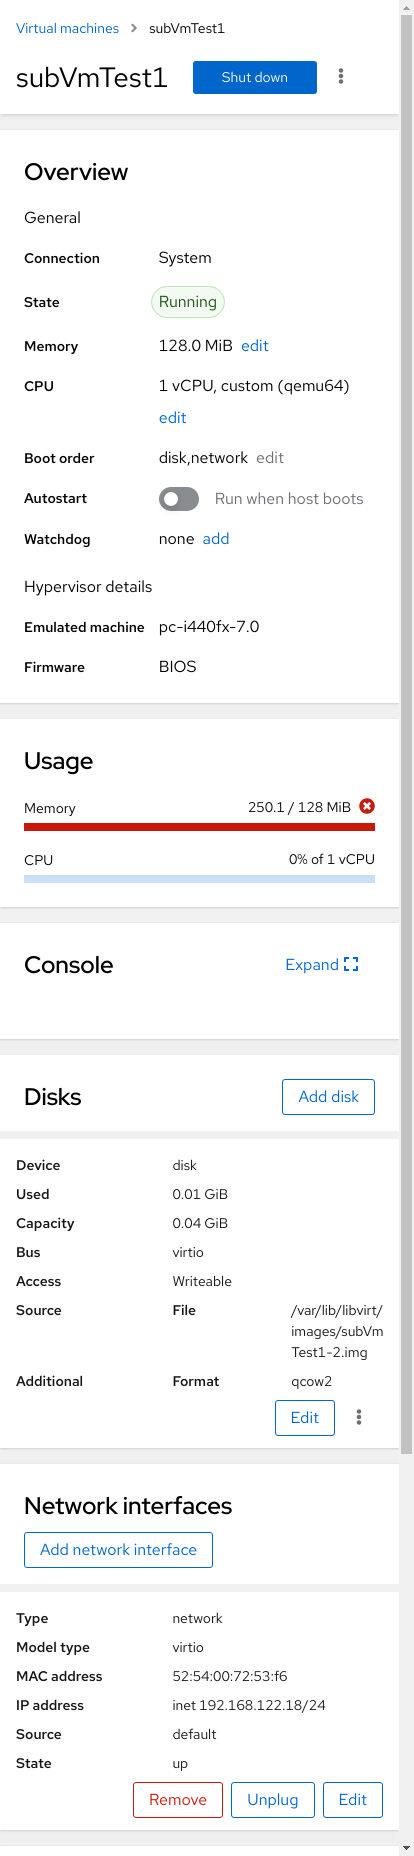 Virtual machines > subVmTest1
subVmTest1 Shut down
Overview
General
Connection System
State Running
Memory 128.0 MiB edit
CPU 1 vCPU, custom (qemu64)
edit
Boot order disk,network edit
Autostart Run when host boots
Watchdog none add
Hypervisor details
Emulated machine pc-i440fx-7.0
Firmware BIOS
Usage
Memory 250.1 / 128 MiB
CPU 0% of 1 vCPU
Console Expand
Disks Add disk
Device disk
Used 0.01 GiB
Capacity 0.04 GiB
Bus virtio
Access Writeable
Source File /var/lib/libvirt/
images/subVm
Test1-2.img
Additional Format qcow2
Edit
Network interfaces
Add network interface
Type network
Model type virtio
MAC address 52:54:00:72:53:f6
IP address inet 192.168.122.18/24
Source default
State up
Remove Unplug Edit